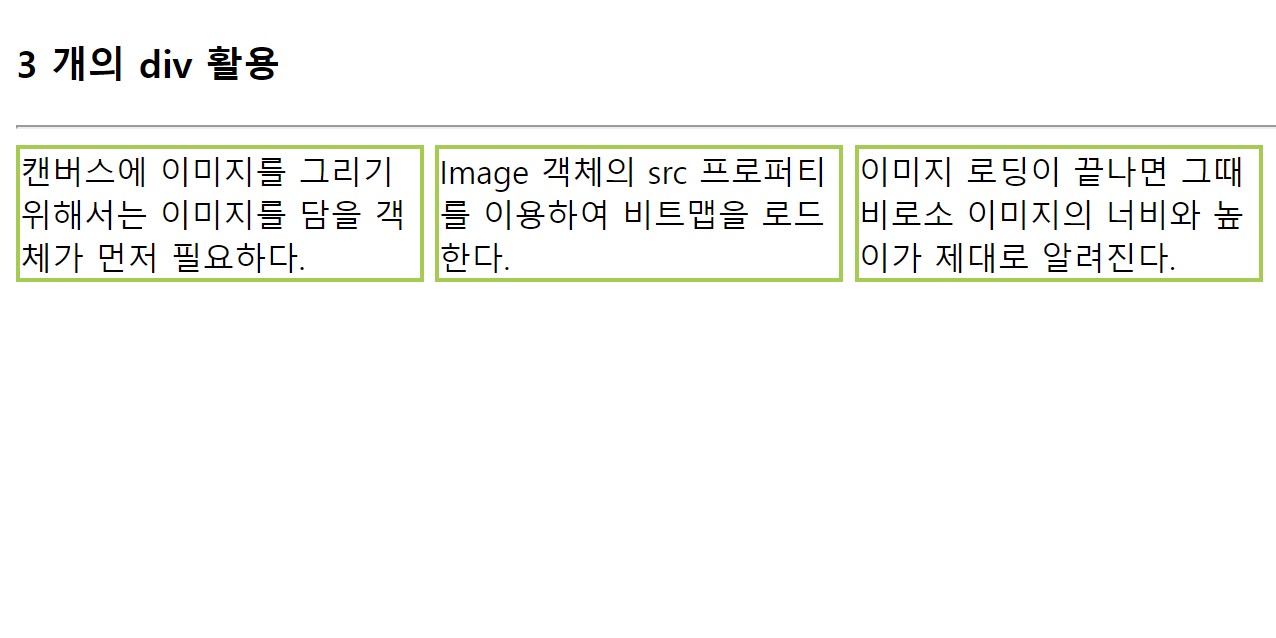 3 개의 div 활용
캔버스에 이미지를 그리기
위해서는 이미지를 담을 객
체가 먼저 필요하다.
Image 객체의 src 프로퍼티
를 이용하여 비트맵을 로드
한다.
이미지 로딩이 끝나면 그때
비로소 이미지의 너비와 높
이가 제대로 알려진다.